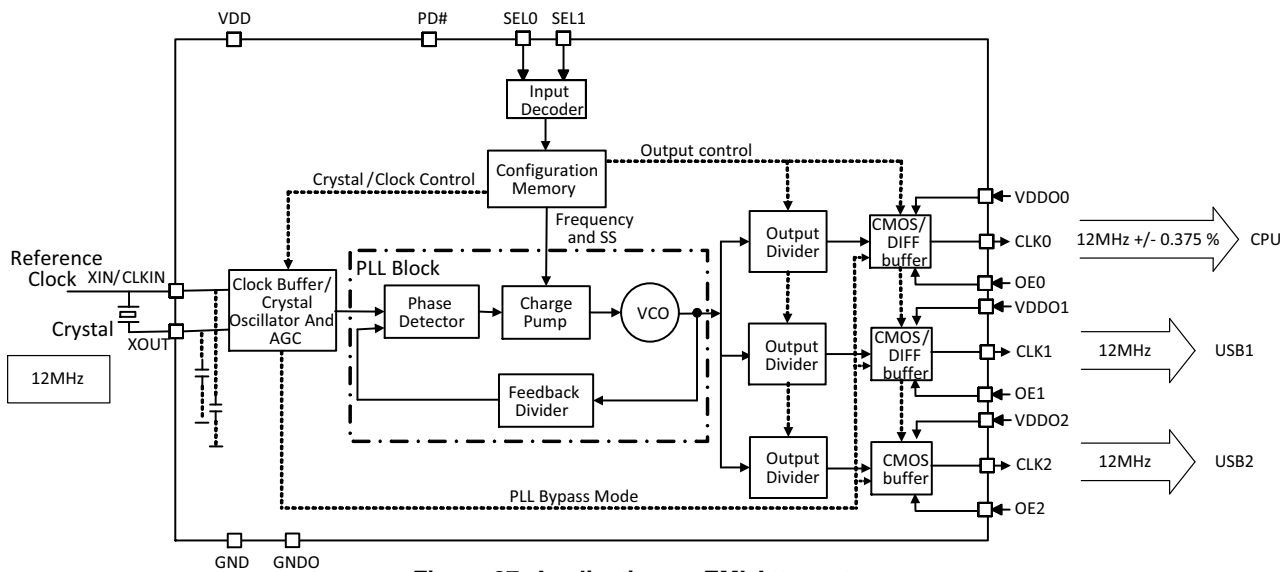 VDD
PD#
SEL0
SEL1
Input
Decoder
Output control
Configuration
Memory
Crystal /Clock Control
Frequency
and SS
VDDO0
CMOS/
DIFF
buffer
Output
Divider
CLK0
12MHz +/- 0.375 %
CPU
OE0
Reference
Clock
XIN/CLKIN
Crystal
XOUT
12MHz
Clock Buffer/
Crystal
Oscillator And
AGC
PLL Block
Phase
Detector
Charge
Pump
VCO
Feedback
Divider
VDDO1
Output
Divider
CMOS/
DIFF
buffer
CLK1
12MHz
USB1
OE1
VDDO2
Output
Divider
CMOS
buffer
CLK2
12MHz
USB2
OE2
PLL Bypass Mode
GND
GNDO